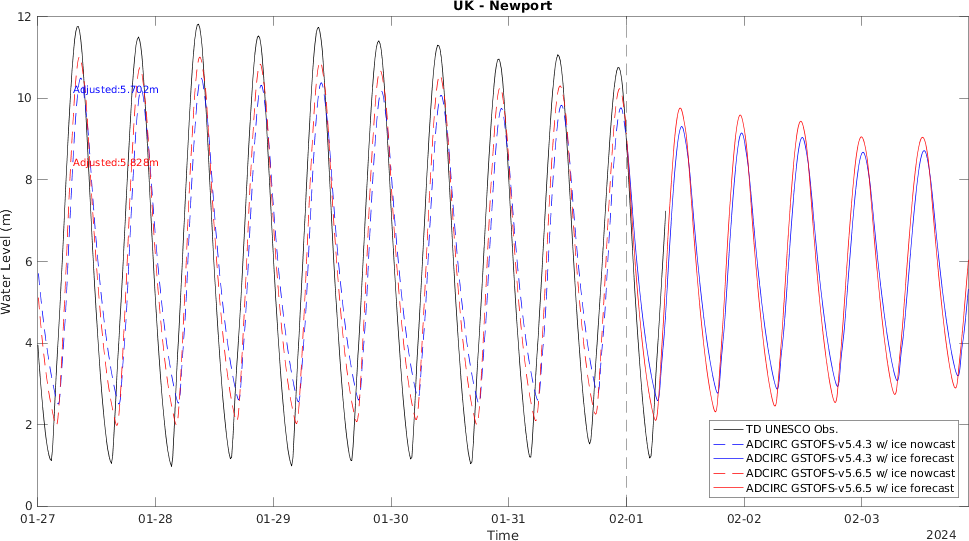 UK - Newport
12
10
8
6
4
2
0
Water Level (m)
Adjusted:5.702m
Adjusted:5.828m
TD UNESCO Obs.
ADCIRC GSTOFS-v5.4.3 w/ ice nowcast
ADCIRC GSTOFS-v5.4.3 w/ ice forecast
ADCIRC GSTOFS-v5.6.5 w/ ice nowcast
ADCIRC GSTOFS-v5.6.5 w/ ice forecast
01-27 01-28 01-29 01-30 01-31 02-01 02-02 02-03
Time
2024